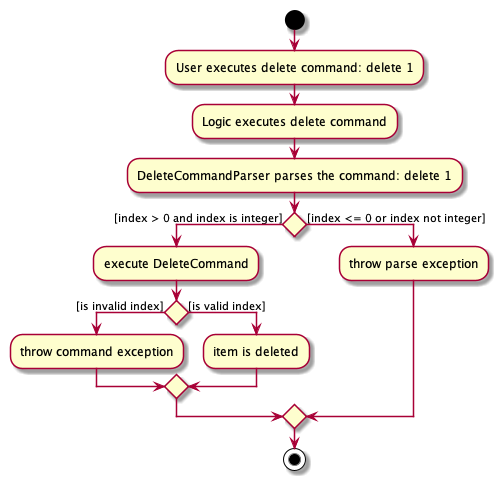 User executes delete command: delete 1
Logic executes delete command
DeleteCommandParser parses the command: delete 1
[index > 0 and index is integer]
[index <= 0 or index not integer]
execute DeleteCommand
throw parse exception
[is invalid index]
[is valid index]
throw command exception
item is deleted